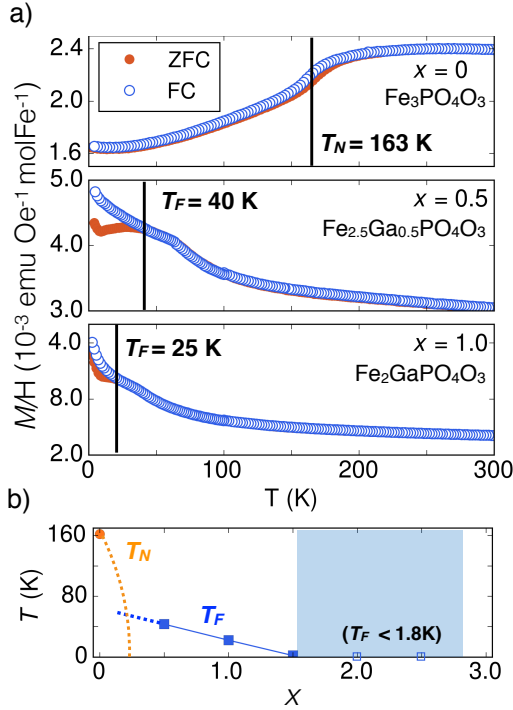 a)
ZFC
FC
x = 0
Fe₃PO₄O₃
T_N = 163 K
2.4
2.0
1.6
5.0
4.0
3.0
T_F = 40 K
x = 0.5
Fe₂.₅Ga₀.₅PO₄O₃
4.0
8.0
2.0
T_F = 25 K
x = 1.0
Fe₂GaPO₄O₃
M/H (10⁻³ emu Oe⁻¹ molFe⁻¹)
0 100 200 300
T (K)
b)
160
80
0
T (K)
T_N
T_F
(T_F < 1.8K)
0.0 1.0 2.0 3.0
X